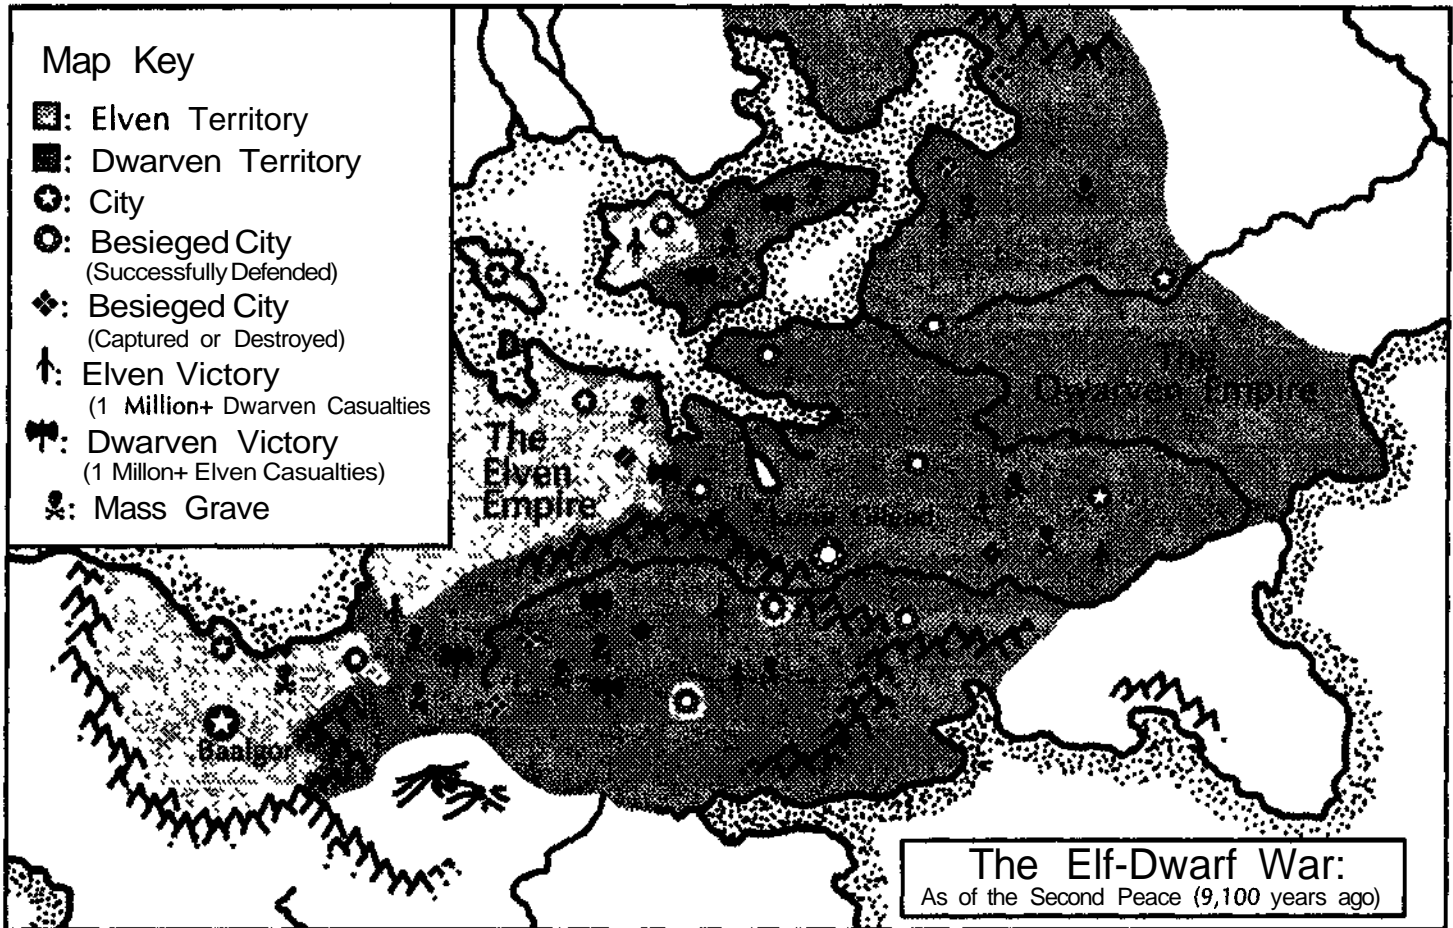 Map Key
: Elven Territory
: Dwarven Territory
: City
: Besieged City
(Successfully Defended)
: Besieged City
(Captured or Destroyed)
: Elven Victory
(1 Million+ Dwarven Casualties
: Dwarven Victory
(1 Millon+ Elven Casualties)
: Mass Grave
The
Dwarven Empire
The
Elven
Empire
Baalgor
The Elf-Dwarf War:
As of the Second Peace (9,100 years ago)